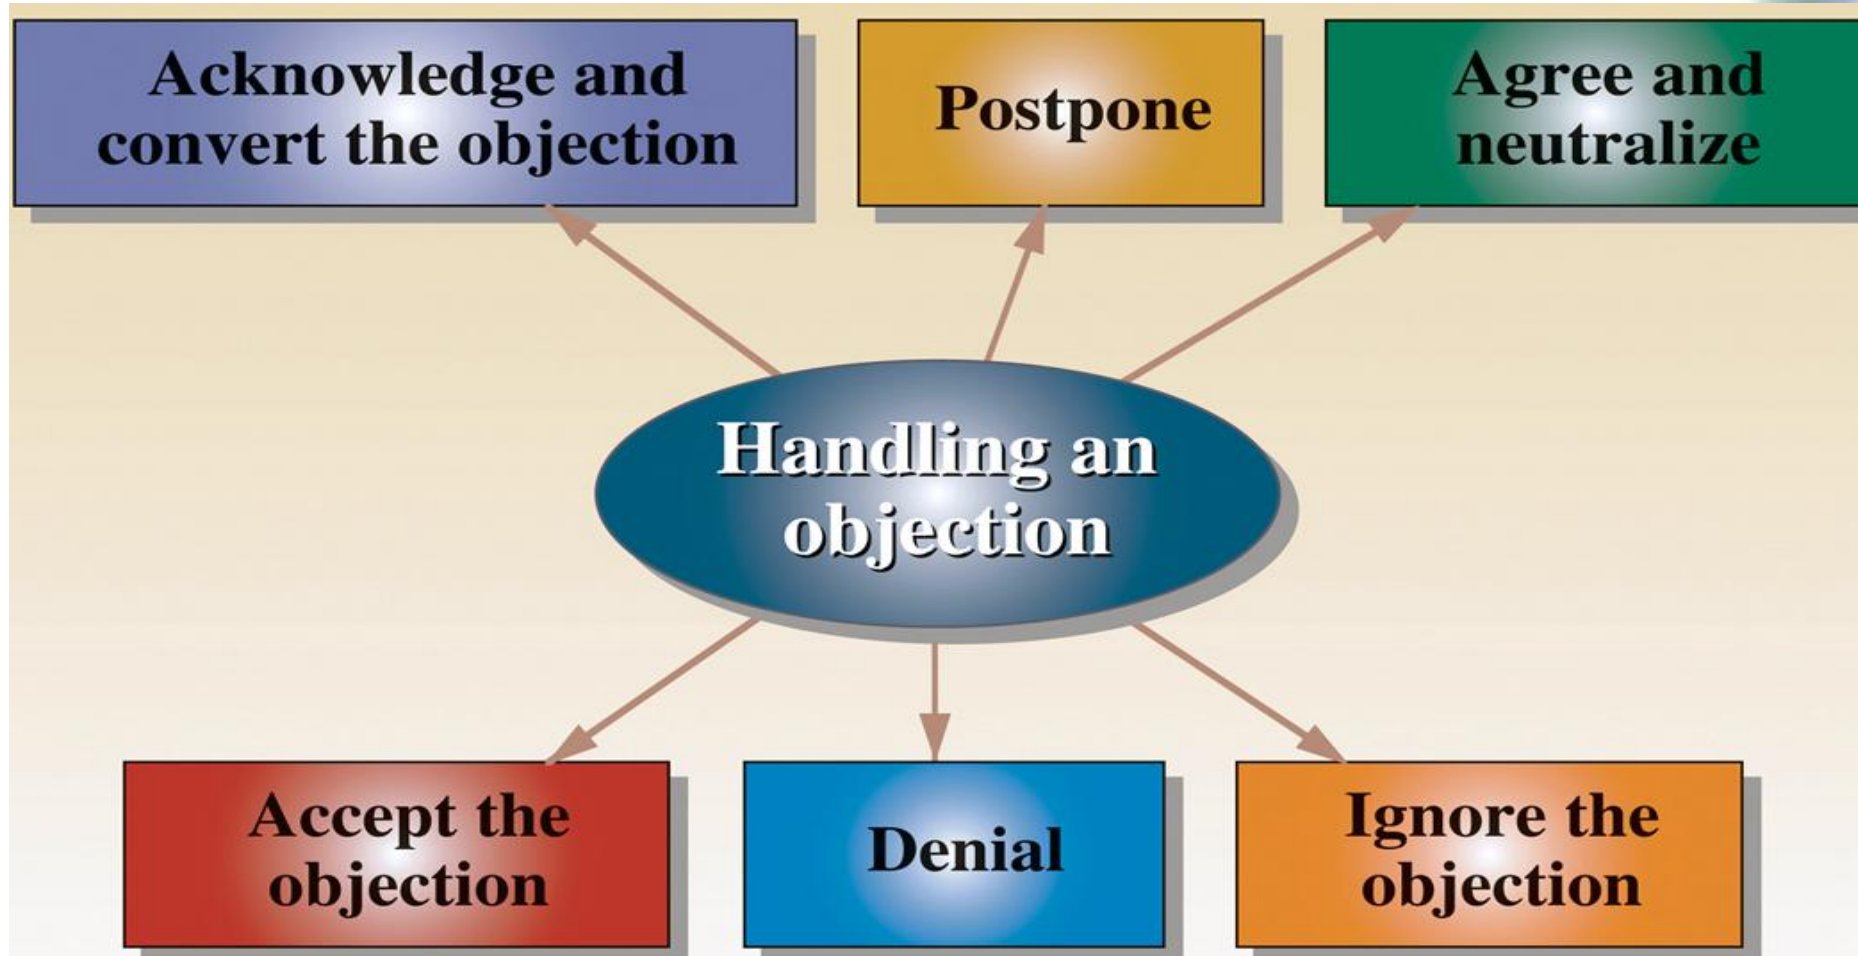 Acknowledge and
convert the objection
Postpone
Agree and
neutralize
Handling an
objection
Accept the
objection
Denial
Ignore the
objection